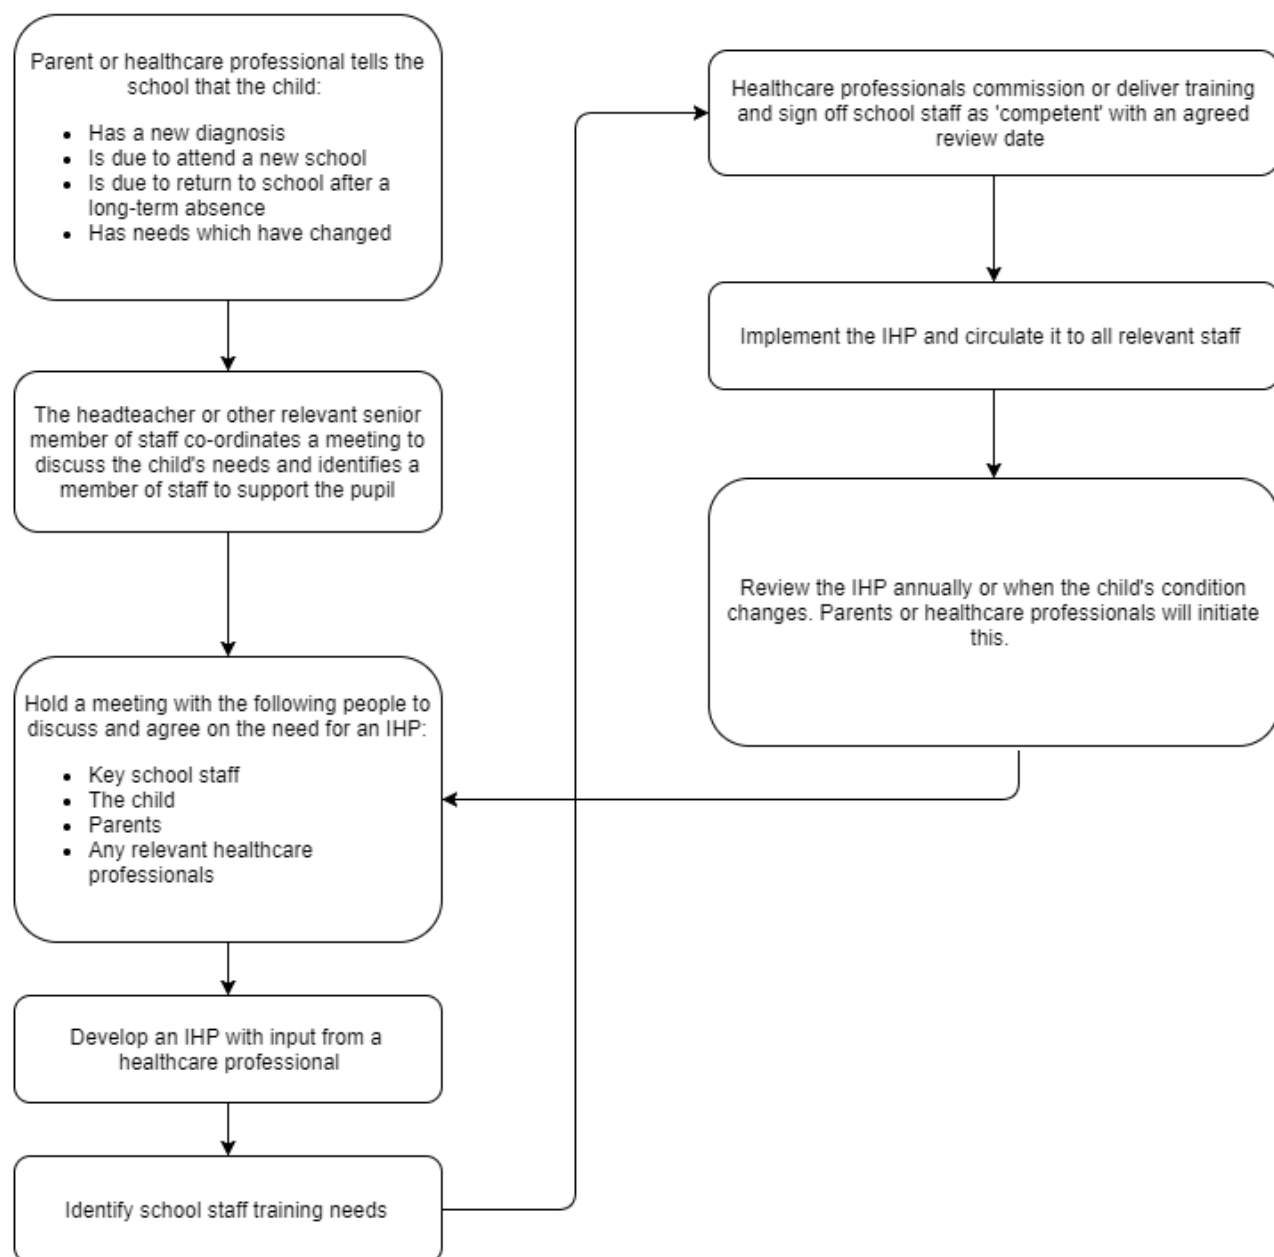 Parent or healthcare professional tells the
school that the child:
• Has a new diagnosis
• Is due to attend a new school
• Is due to return to school after a
long-term absence
• Has needs which have changed
The headteacher or other relevant senior
member of staff co-ordinates a meeting to
discuss the child's needs and identifies a
member of staff to support the pupil
Hold a meeting with the following people to
discuss and agree on the need for an IHP:
• Key school staff
• The child
• Parents
• Any relevant healthcare
professionals
Develop an IHP with input from a
healthcare professional
Identify school staff training needs
Healthcare professionals commission or deliver training
and sign off school staff as 'competent' with an agreed
review date
Implement the IHP and circulate it to all relevant staff
Review the IHP annually or when the child's condition
changes. Parents or healthcare professionals will initiate
this.